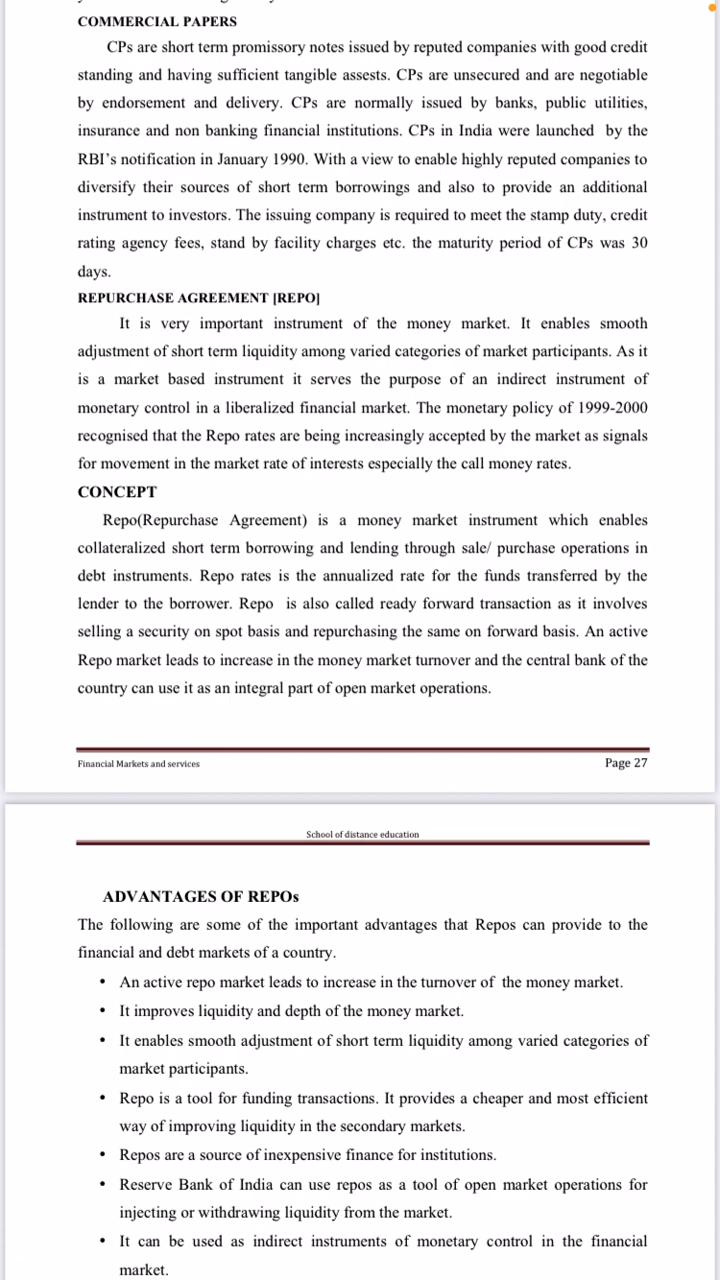 COMMERCIAL PAPERS
CPs are short term promissory notes issued by reputed companies with good credit
standing and having sufficient tangible assests. CPs are unsecured and are negotiable
by endorsement and delivery. CPs are normally issued by banks, public utilities,
insurance and non banking financial institutions. CPs in India were launched by the
RBI's notification in January 1990. With a view to enable highly reputed companies to
diversify their sources of short term borrowings and also to provide an additional
instrument to investors. The issuing company is required to meet the stamp duty, credit
rating agency fees, stand by facility charges etc. the maturity period of CPs was 30
days.
REPURCHASE AGREEMENT [REPO]
It is very important instrument of the money market. It enables smooth
adjustment of short term liquidity among varied categories of market participants. As it
is a market based instrument it serves the purpose of an indirect instrument of
monetary control in a liberalized financial market. The monetary policy of 1999-2000
recognised that the Repo rates are being increasingly accepted by the market as signals
for movement in the market rate of interests especially the call money rates.
CONCEPT
Repo(Repurchase Agreement) is a money market instrument which enables
collateralized short term borrowing and lending through sale/ purchase operations in
debt instruments. Repo rates is the annualized rate for the funds transferred by the
lender to the borrower. Repo is also called ready forward transaction as it involves
selling a security on spot basis and repurchasing the same on forward basis. An active
Repo market leads to increase in the money market turnover and the central bank of the
country can use it as an integral part of open market operations.
Financial Markets and services Page 27
School of distance education
ADVANTAGES OF REPOs
The following are some of the important advantages that Repos can provide to the
financial and debt markets of a country.
• An active repo market leads to increase in the turnover of the money market.
• It improves liquidity and depth of the money market.
• It enables smooth adjustment of short term liquidity among varied categories of
market participants.
• Repo is a tool for funding transactions. It provides a cheaper and most efficient
way of improving liquidity in the secondary markets.
• Repos are a source of inexpensive finance for institutions.
• Reserve Bank of India can use repos as a tool of open market operations for
injecting or withdrawing liquidity from the market.
• It can be used as indirect instruments of monetary control in the financial
market.